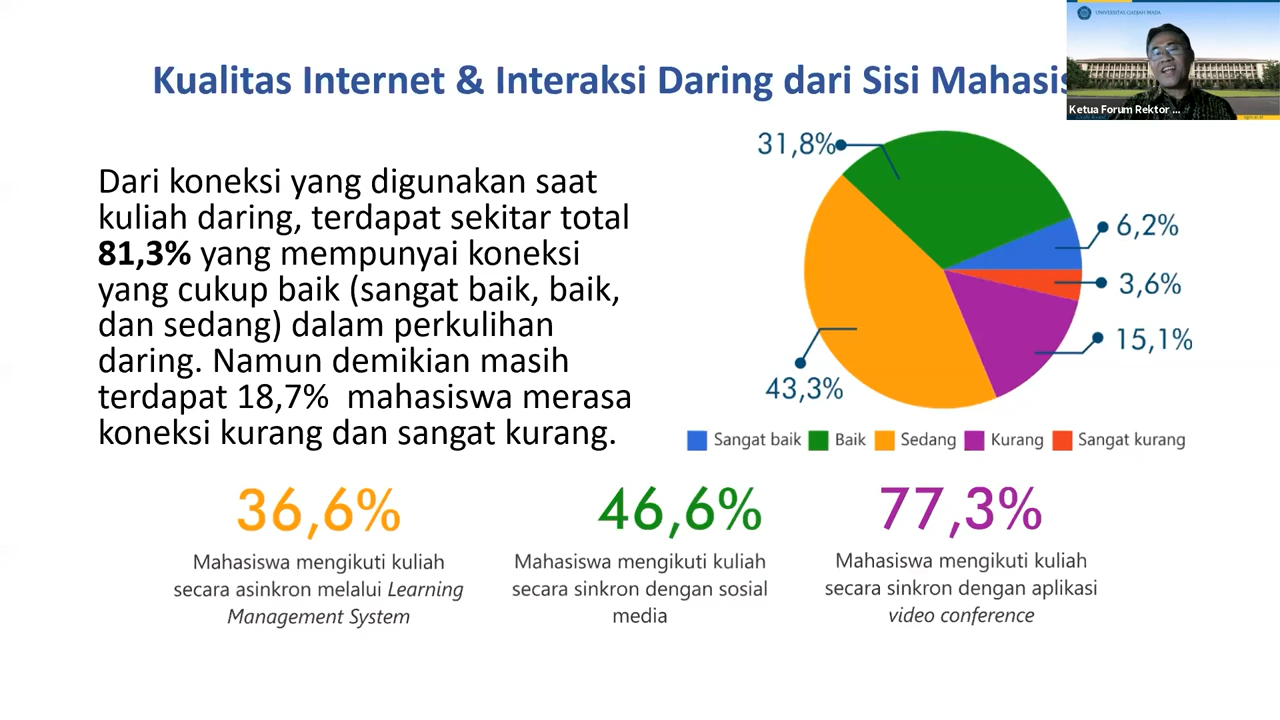 UNIVERSITAS GADJAH MADA
Kualitas Internet & Interaksi Daring dari Sisi Mahasis
Ketua Forum Rektor ...
Dari koneksi yang digunakan saat
kuliah daring, terdapat sekitar total
81,3% yang mempunyai koneksi
yang cukup baik (sangat baik, baik,
dan sedang) dalam perkulihan
daring. Namun demikian masih
terdapat 18,7% mahasiswa merasa
koneksi kurang dan sangat kurang.
31,8%
6,2%
3,6%
15,1%
43,3%
Sangat baik Baik Sedang Kurang Sangat kurang
36,6%
Mahasiswa mengikuti kuliah
secara asinkron melalui Learning
Management System
46,6%
Mahasiswa mengikuti kuliah
secara sinkron dengan sosial
media
77,3%
Mahasiswa mengikuti kuliah
secara sinkron dengan aplikasi
video conference